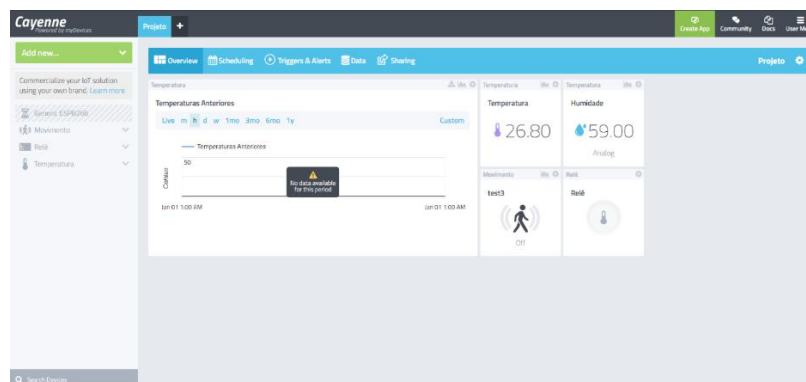 Cayenne
Powered by myDevices
Projeto +
Create App
Community
Docs
User Me
Add new...
Commercialize your IoT solution
using your own brand. Learn more
Generic ESP8266
Movimento
Relé
Temperatura
Search Devices
Overview
Scheduling
Triggers & Alerts
Data
Sharing
Projeto
Temperatura
Temperaturas Anteriores
Live m h d w 1mo 3mo 6mo 1y
Custom
Temperaturas Anteriores
50
Celsius
No data available
for this period
Jan 01 1:00 AM
Jan 01 1:00 AM
Temperatura
Temperatura
26.80
Temperatura
Humidade
59.00
Analog
Movimento
test3
Off
Relé
Relé